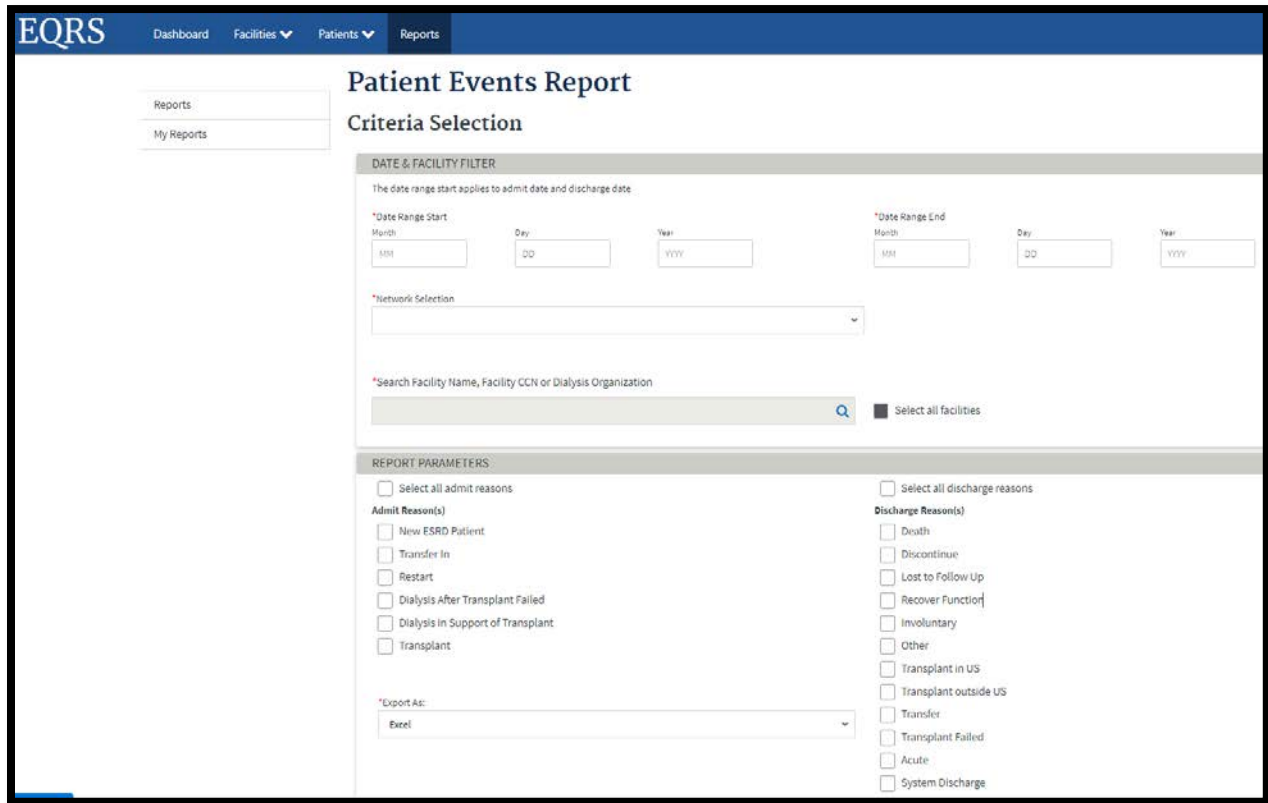 EQRS Dashboard Facilities Patients Reports
Reports
My Reports
Patient Events Report
Criteria Selection
DATE & FACILITY FILTER
The date range start applies to admit date and discharge date
*Date Range Start
Month Day Year
MM DD YYYY
*Date Range End
Month Day Year
MM DD YYYY
*Network Selection
*Search Facility Name, Facility CCN or Dialysis Organization
Select all facilities
REPORT PARAMETERS
Select all admit reasons
Admit Reason(s)
New ESRD Patient
Transfer In
Restart
Dialysis After Transplant Failed
Dialysis in Support of Transplant
Transplant
*Export As:
Excel
Select all discharge reasons
Discharge Reason(s)
Death
Discontinue
Lost to Follow Up
Recover Function
Involuntary
Other
Transplant in US
Transplant outside US
Transfer
Transplant Failed
Acute
System Discharge